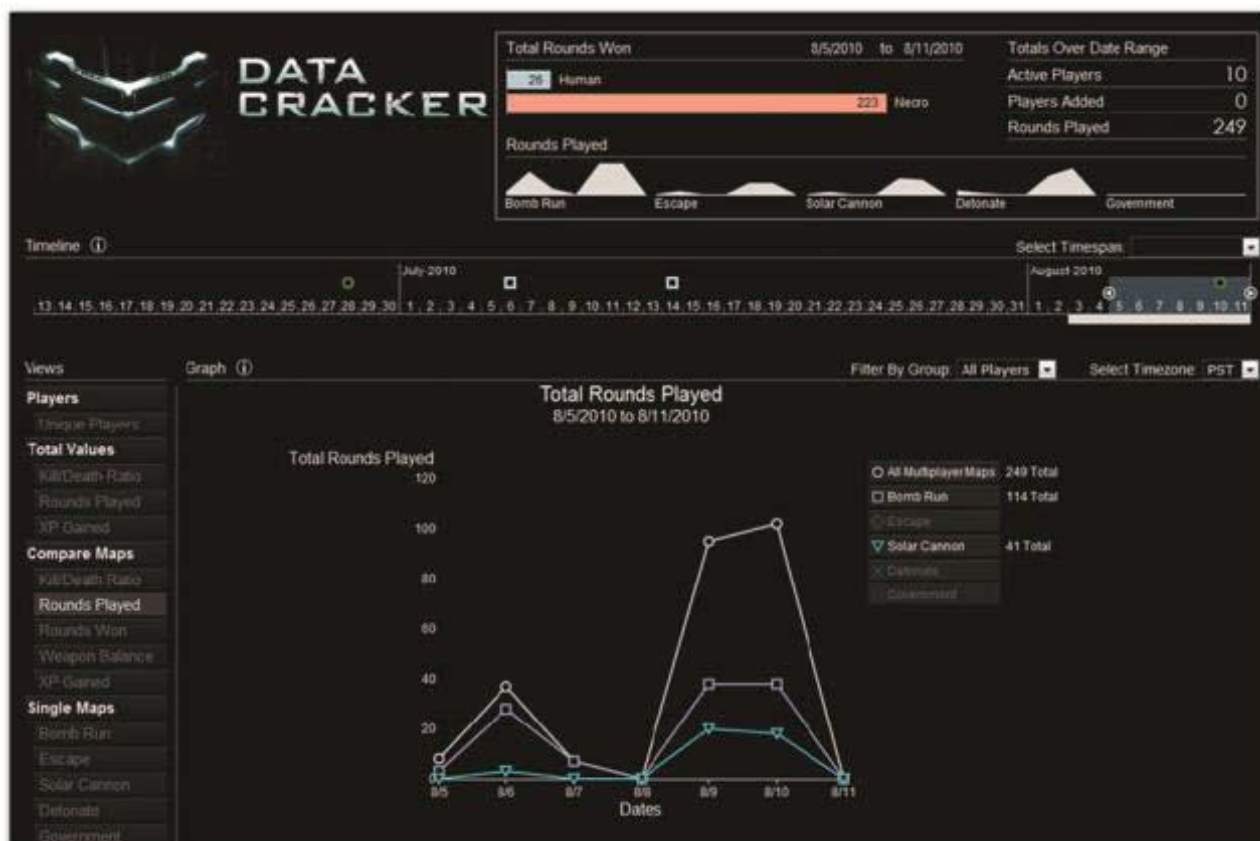 DATA
CRACKER
Total Rounds Won 8/5/2010 to 8/11/2010
26 Human
223 Necro
Rounds Played
Bomb Run Escape Solar Cannon Detonate Government
Totals Over Date Range
Active Players 10
Players Added 0
Rounds Played 249
Timeline
Select Timespan
July-2010 August-2010
13 14 15 16 17 18 19 20 21 22 23 24 25 26 27 28 29 30 1 2 3 4 5 6 7 8 9 10 11 12 13 14 15 16 17 18 19 20 21 22 23 24 25 26 27 28 29 30 31 1 2 3 4 5 6 7 8 9 10 11
Views
Players
Unique Players
Total Values
Kill/Death Ratio
Rounds Played
XP Gained
Compare Maps
Kill/Death Ratio
Rounds Played
Rounds Won
Weapon Balance
XP Gained
Single Maps
Bomb Run
Escape
Solar Cannon
Detonate
Government
Graph
Filter By Group: All Players Select Timezone: PST
Total Rounds Played
8/5/2010 to 8/11/2010
Total Rounds Played
120
100
80
60
40
20
0
8/5 8/6 8/7 8/8 8/9 8/10 8/11
Dates
All Multiplayer Maps 249 Total
Bomb Run 114 Total
Escape
Solar Cannon 41 Total
Detonate
Government